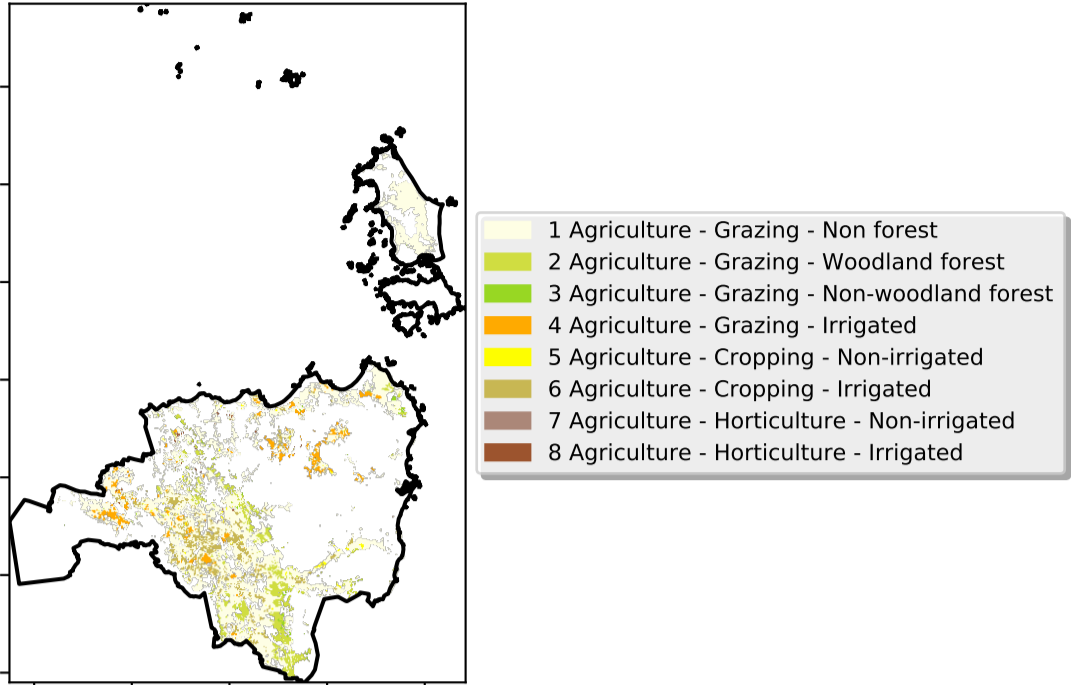 1 Agriculture - Grazing - Non forest
2 Agriculture - Grazing - Woodland forest
3 Agriculture - Grazing - Non-woodland forest
4 Agriculture - Grazing - Irrigated
5 Agriculture - Cropping - Non-irrigated
6 Agriculture - Cropping - Irrigated
7 Agriculture - Horticulture - Non-irrigated
8 Agriculture - Horticulture - Irrigated